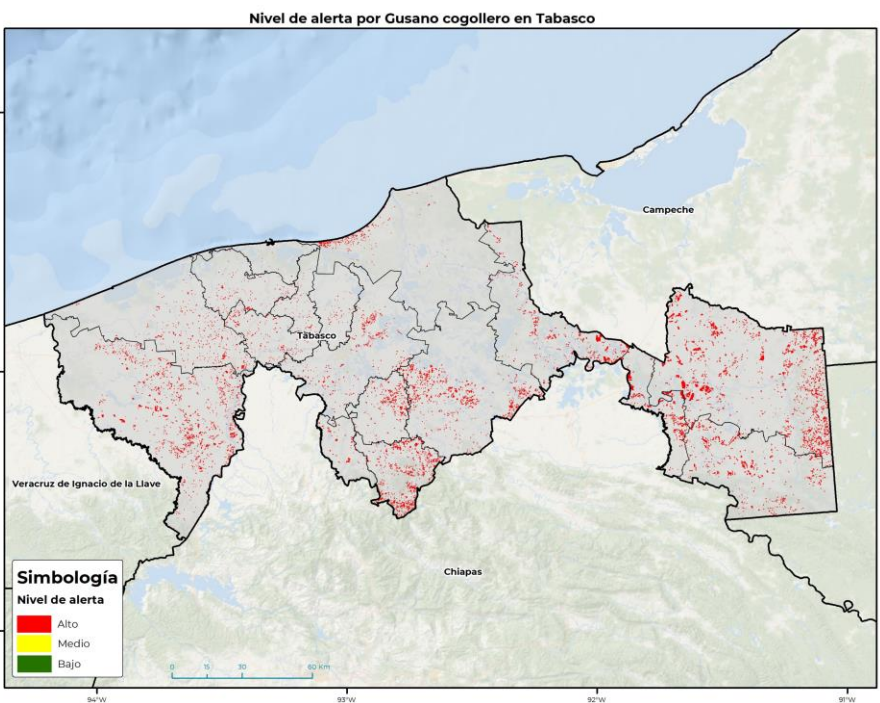 Nivel de alerta por Gusano cogollero en Tabasco
Campeche
Tabasco
Veracruz de Ignacio de la Llave
Chiapas
Simbología
Nivel de alerta
Alto
Medio
Bajo
0 15 30 60 Km
94°W 93°W 92°W 91°W